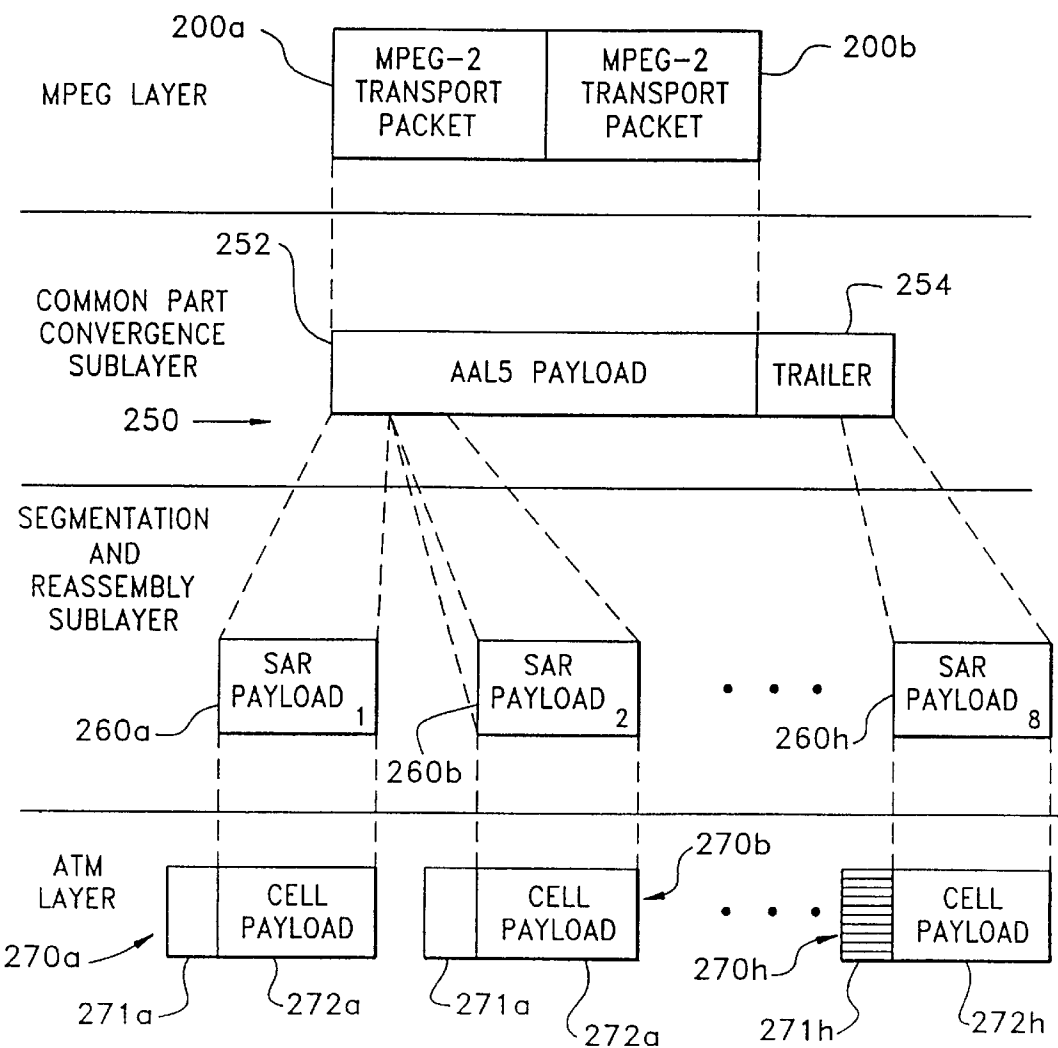 200a
MPEG-2
TRANSPORT
PACKET
MPEG-2
TRANSPORT
PACKET
200b
MPEG LAYER
252
254
COMMON PART
CONVERGENCE
SUBLAYER
AAL5 PAYLOAD
TRAILER
250
SEGMENTATION
AND
REASSEMBLY
SUBLAYER
SAR
PAYLOAD
1
SAR
PAYLOAD
2
SAR
PAYLOAD
8
260a
260b
260h
ATM
LAYER
CELL
PAYLOAD
CELL
PAYLOAD
270b
CELL
PAYLOAD
270a
270h
271a
272a
271a
272a
271h
272h